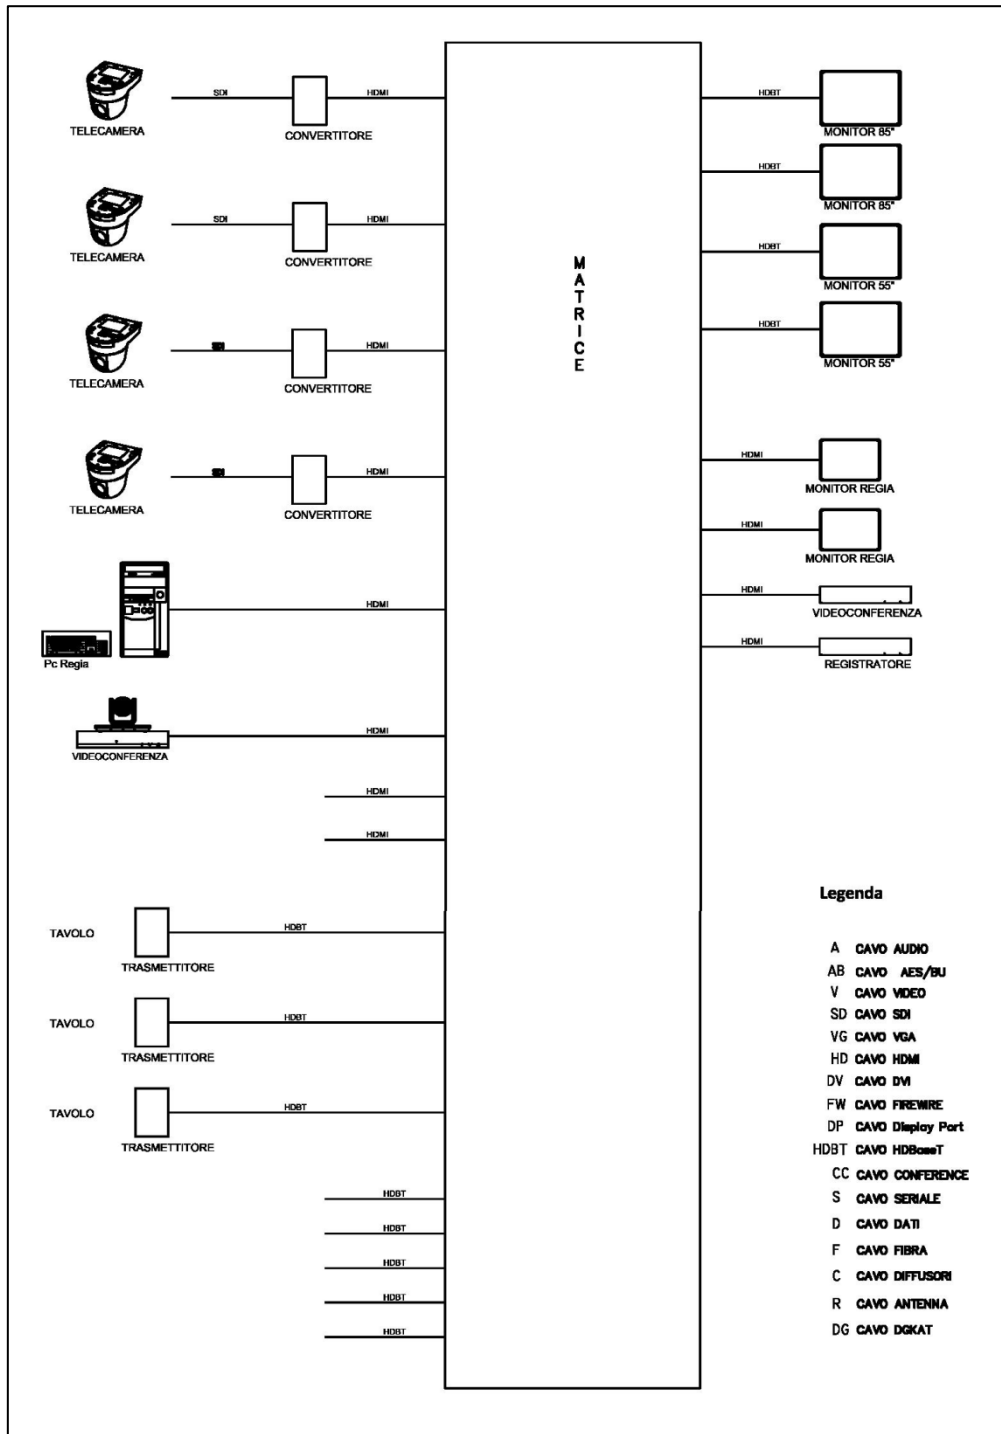 SDI
HDMI
TELECAMERA
CONVERTITORE
SDI
HDMI
TELECAMERA
CONVERTITORE
SDI
HDMI
TELECAMERA
CONVERTITORE
SDI
HDMI
TELECAMERA
CONVERTITORE
HDMI
Pc Regia
HDMI
VIDEOCONFERENZA
HDMI
HDMI
TAVOLO
HDBT
TRASMETTITORE
TAVOLO
HDBT
TRASMETTITORE
TAVOLO
HDBT
TRASMETTITORE
HDBT
HDBT
HDBT
HDBT
HDBT
MATRICE
HDBT
MONITOR 85"
HDBT
MONITOR 85"
HDBT
MONITOR 55"
HDBT
MONITOR 55"
HDMI
MONITOR REGIA
HDMI
MONITOR REGIA
HDMI
VIDEOCONFERENZA
HDMI
REGISTRATORE
Legenda
A CAVO AUDIO
AB CAVO AES/BU
V CAVO VIDEO
SD CAVO SDI
VG CAVO VGA
HD CAVO HDMI
DV CAVO DVI
FW CAVO FIREWIRE
DP CAVO Display Port
HDBT CAVO HDBaseT
CC CAVO CONFERENCE
S CAVO SERIALE
D CAVO DATI
F CAVO FIBRA
C CAVO DIFFUSORI
R CAVO ANTENNA
DG CAVO DGKAT